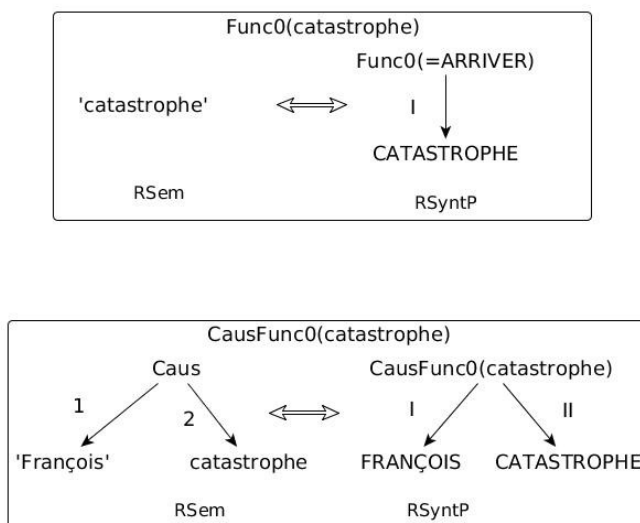 Func0(catastrophe)
Func0(=ARRIVER)
'catastrophe'
I
CATASTROPHE
RSem
RSyntP
CausFunc0(catastrophe)
Caus
CausFunc0(catastrophe)
1
2
I
II
'François'
catastrophe
FRANÇOIS
CATASTROPHE
RSem
RSyntP